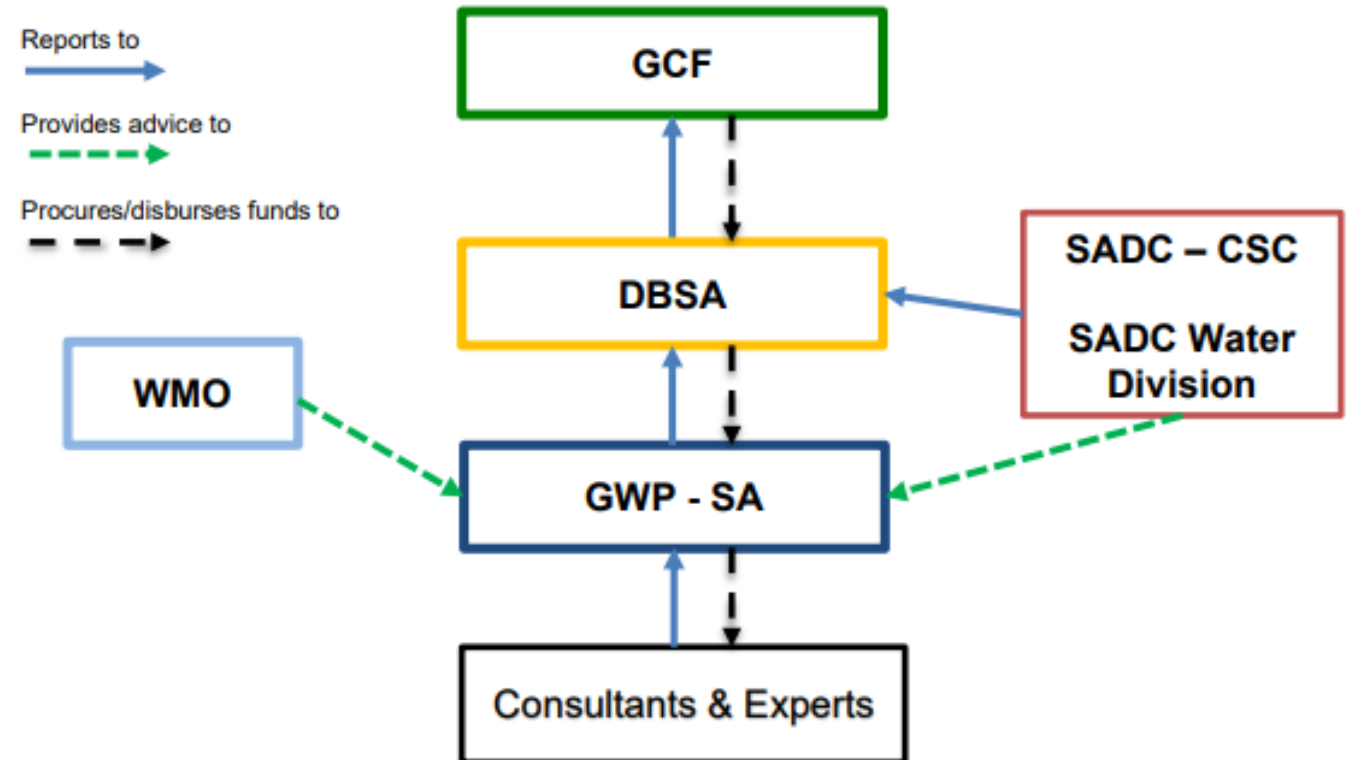 Reports to
Provides advice to
Procures/disburses funds to
GCF
DBSA
SADC – CSC
SADC Water
Division
WMO
GWP - SA
Consultants & Experts